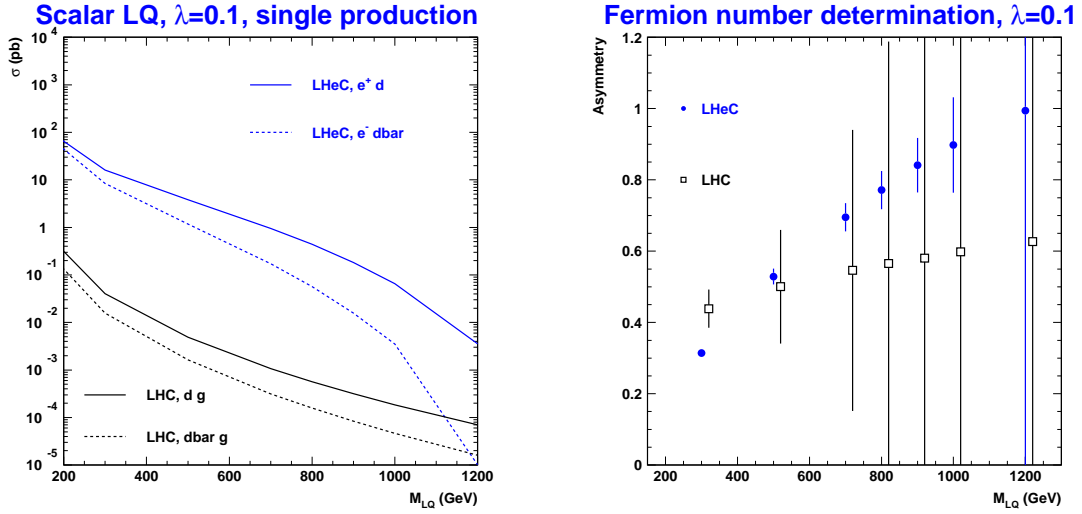 Scalar LQ, λ=0.1, single production
σ (pb)
10 4
10 3
10 2
10
1
10 -1
10 -2
10 -3
10 -4
10 -5
LHeC, e+ d
LHeC, e- dbar
LHC, d g
LHC, dbar g
200 400 600 800 1000 1200
MLQ (GeV)
Fermion number determination, λ=0.1
Asymmetry
1.2
1
0.8
0.6
0.4
0.2
0
LHeC
LHC
200 400 600 800 1000 1200
MLQ (GeV)